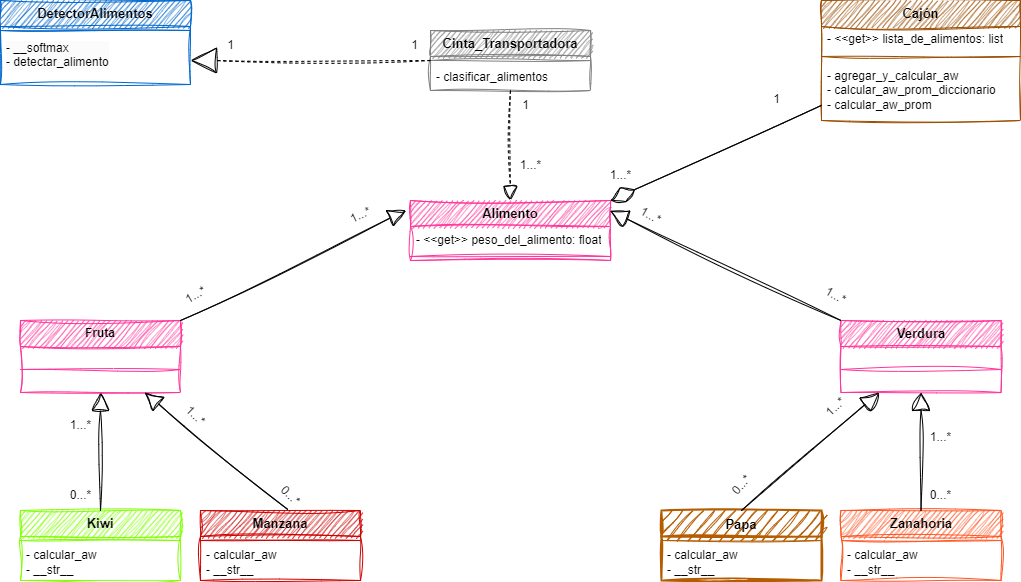 DetectorAlimentos
- __softmax
- detectar_alimento
1
1
Cinta_Transportadora
- clasificar_alimentos
Cajón
- <<get>> lista_de_alimentos: list
- agregar_y_calcular_aw
- calcular_aw_prom_diccionario
- calcular_aw_prom
1
1
1...*
1...*
Alimento
- <<get>> peso_del_alimento: float
1...*
1...*
1...*
1...*
Fruta
Verdura
1...*
1...*
1...*
1...*
0...*
0...*
0...*
0...*
Kiwi
- calcular_aw
- __str__
Manzana
- calcular_aw
- __str__
Papa
- calcular_aw
- __str__
Zanahoria
- calcular_aw
- __str__